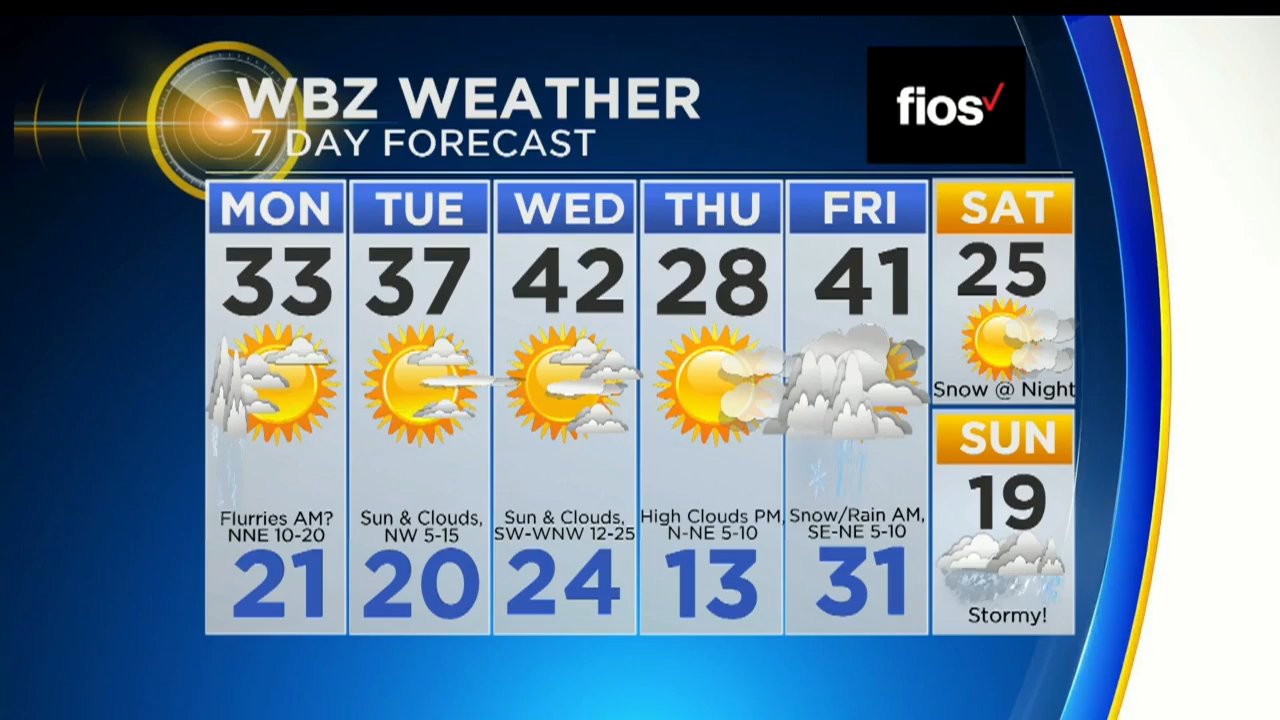 WBZ WEATHER
7 DAY FORECAST
fios
MON
33
Flurries AM?
NNE 10-20
21
TUE
37
Sun & Clouds,
NW 5-15
20
WED
42
Sun & Clouds,
SW-WNW 12-25
24
THU
28
High Clouds PM,
N-NE 5-10
13
FRI
41
Snow/Rain AM,
SE-NE 5-10
31
SAT
25
Snow @ Night
SUN
19
Stormy!